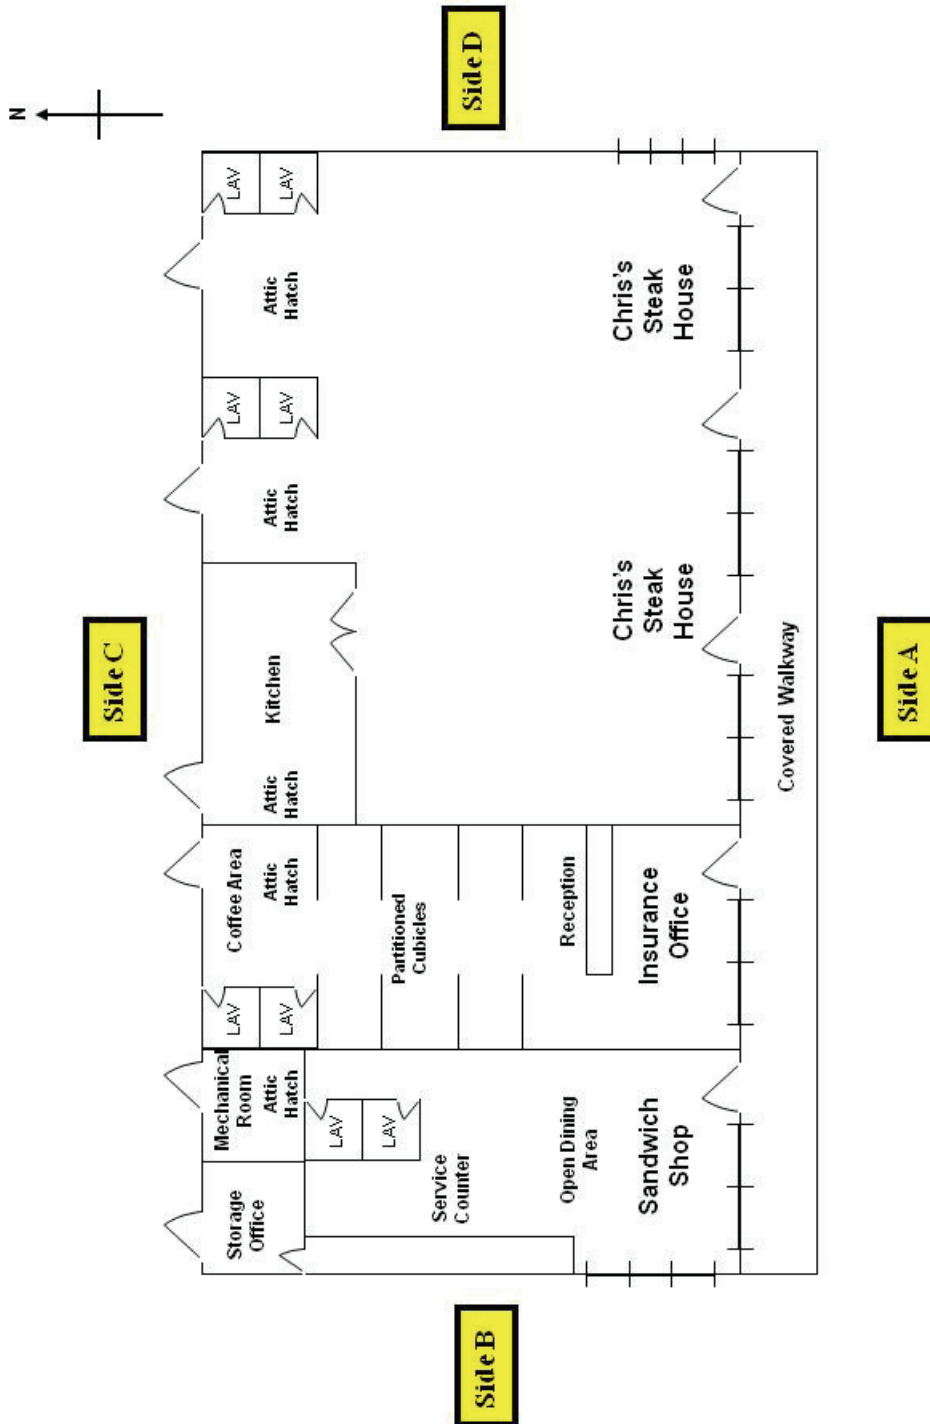 N
Side D
Side C
Side A
Side B
LAV
LAV
Attic
Hatch
LAV
LAV
Attic
Hatch
Kitchen
Attic
Hatch
Chris's
Steak
House
Chris's
Steak
House
Covered Walkway
Coffee Area
Attic
Hatch
LAV
LAV
Partitioned
Cubicles
Reception
Insurance
Office
Mechanical
Room
Attic
Hatch
LAV
LAV
Storage
Office
Service
Counter
Open Dining
Area
Sandwich
Shop